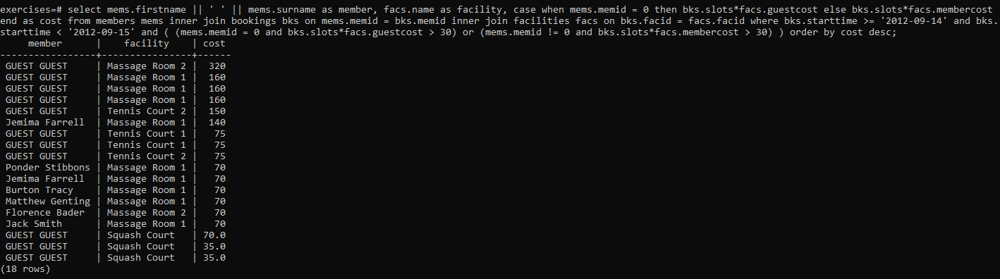 exercises=# select mems.firstname || ' ' || mems.surname as member, facs.name as facility, case when mems.memid = 0 then bks.slots*facs.guestcost else bks.slots*facs.membercost
end as cost from members mems inner join bookings bks on mems.memid = bks.memid inner join facilities facs on bks.facid = facs.facid where bks.starttime >= '2012-09-14' and bks.
starttime < '2012-09-15' and ( (mems.memid = 0 and bks.slots*facs.guestcost > 30) or (mems.memid != 0 and bks.slots*facs.membercost > 30) ) order by cost desc;
     member      |    facility    | cost
-----------------+----------------+------
 GUEST GUEST     | Massage Room 2 |  320
 GUEST GUEST     | Massage Room 1 |  160
 GUEST GUEST     | Massage Room 1 |  160
 GUEST GUEST     | Massage Room 1 |  160
 GUEST GUEST     | Tennis Court 2 |  150
 Jemima Farrell  | Massage Room 1 |  140
 GUEST GUEST     | Tennis Court 1 |   75
 GUEST GUEST     | Tennis Court 1 |   75
 GUEST GUEST     | Tennis Court 2 |   75
 Ponder Stibbons | Massage Room 1 |   70
 Jemima Farrell  | Massage Room 1 |   70
 Burton Tracy    | Massage Room 1 |   70
 Matthew Genting | Massage Room 1 |   70
 Florence Bader  | Massage Room 2 |   70
 Jack Smith      | Massage Room 1 |   70
 GUEST GUEST     | Squash Court   | 70.0
 GUEST GUEST     | Squash Court   | 35.0
 GUEST GUEST     | Squash Court   | 35.0
(18 rows)